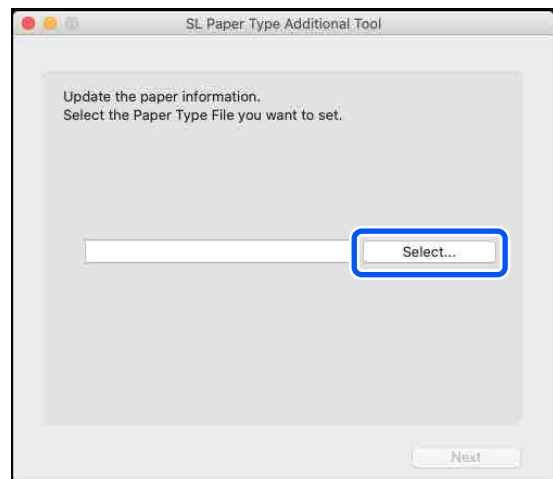 SL Paper Type Additional Tool
Update the paper information.
Select the Paper Type File you want to set.
Select...
Next